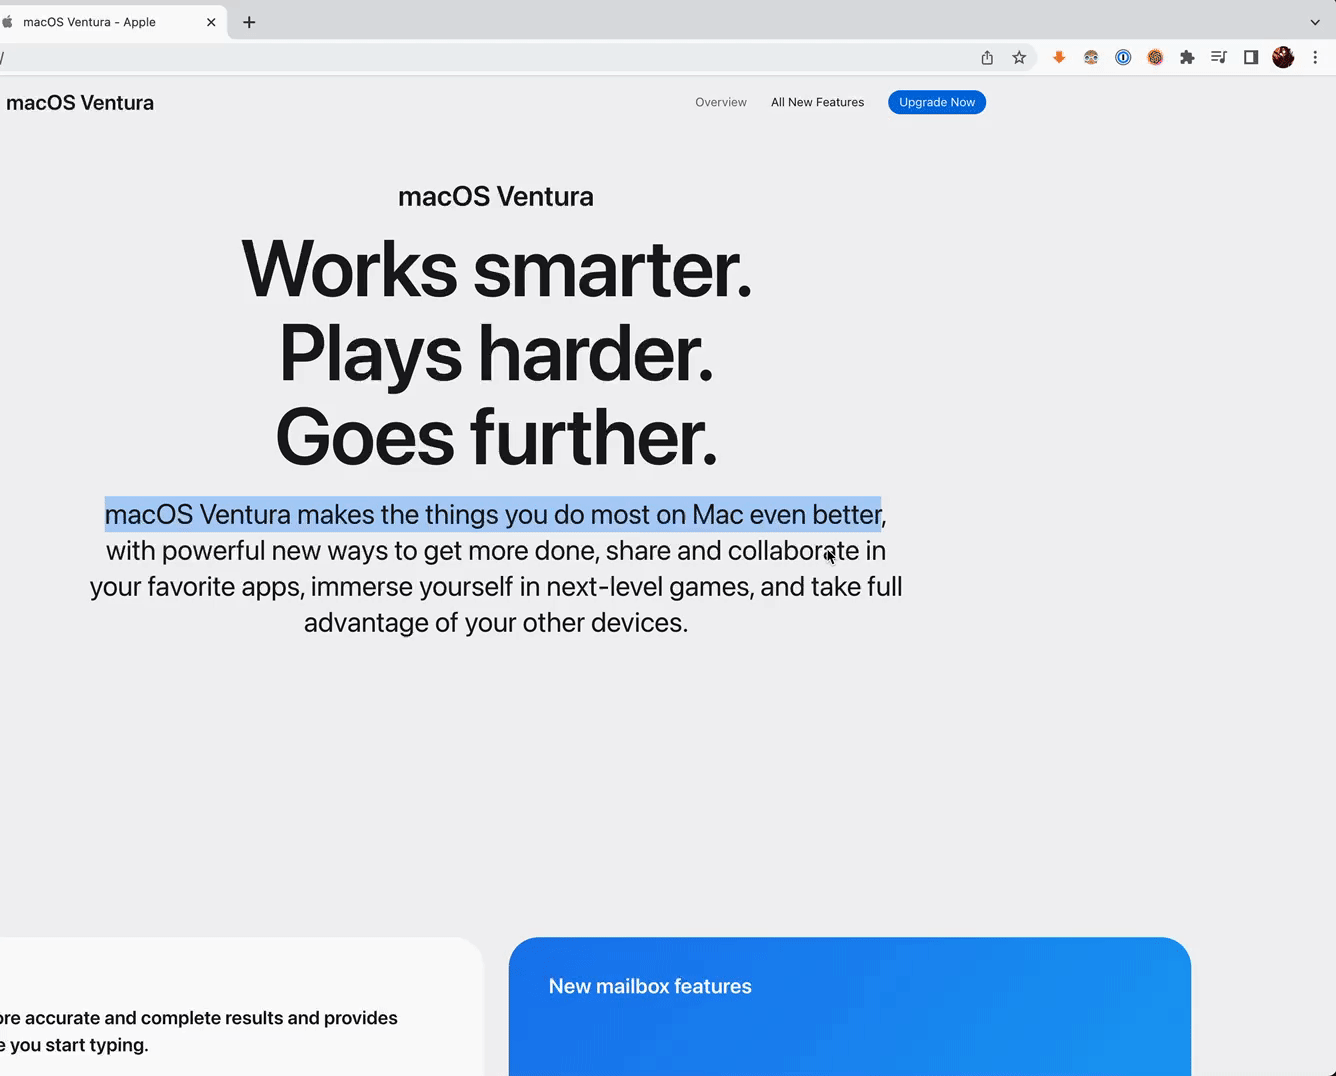 macOS Ventura - Apple
/
macOS Ventura
Overview
All New Features
Upgrade Now
macOS Ventura
Works smarter.
Plays harder.
Goes further.
macOS Ventura makes the things you do most on Mac even better,
with powerful new ways to get more done, share and collaborate in
your favorite apps, immerse yourself in next-level games, and take full
advantage of your other devices.
New mailbox features
accurate and complete results and provides
you start typing.